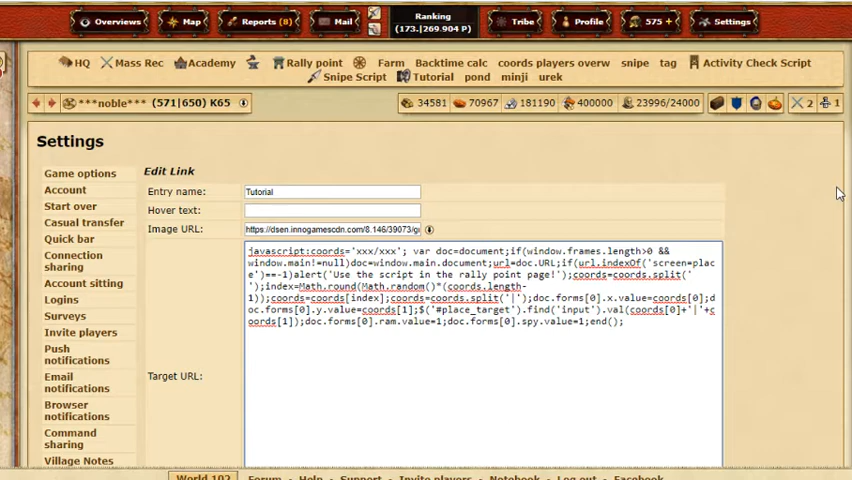 Overviews Map Reports (8) Mail Ranking Tribe Profile 575 + Settings
(173.|269.904 P)
HQ Mass Rec Academy Rally point Farm Backtime calc coords players overw snipe tag Activity Check Script
Snipe Script Tutorial pond minji urek
***noble*** (571|650) K65 34581 70967 181190 400000 23996/24000 2 1
Settings
Game options
Account
Start over
Casual transfer
Quick bar
Connection
sharing
Account sitting
Logins
Surveys
Invite players
Push
notifications
Email
notifications
Browser
notifications
Command
sharing
Village Notes
Edit Link
Entry name: Tutorial
Hover text:
Image URL: https://dsen.innogamescdn.com/8.146/39073/g
Target URL:
javascript:coords='xxx/xxx'; var doc=document;if(window.frames.length>0 &&
window.main!=null)doc=window.main.document;url=doc.URL;if(url.indexOf('screen=plac
e')==-1)alert('Use the script in the rally point page!');coords=coords.split('
');index=Math.round(Math.random()*(coords.length-
1));coords=coords[index];coords=coords.split('|');doc.forms[0].x.value=coords[0];d
oc.forms[0].y.value=coords[1];$('#place_target').find('input').val(coords[0]+'|'+c
oords[1]);doc.forms[0].ram.value=1;doc.forms[0].spy.value=1;end();
World 102 Forum Help Support Invite players Notebook Log out Facebook